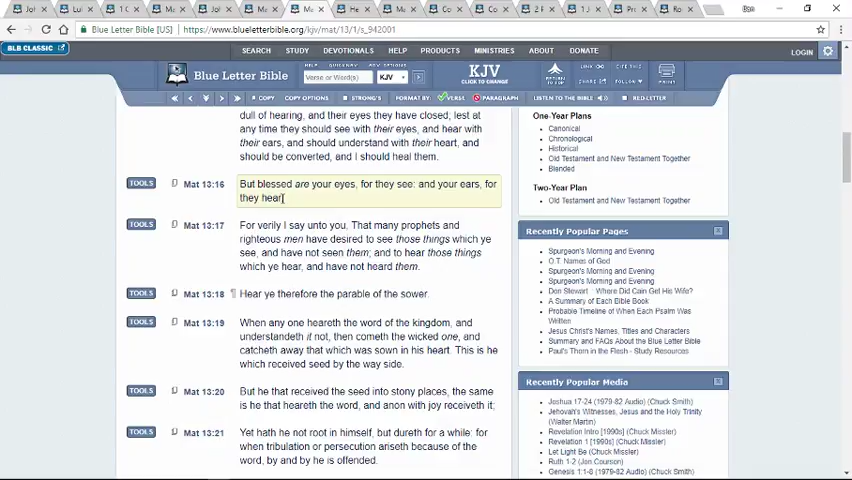 Blue Letter Bible [US]
https://www.blueletterbible.org/kjv/mat/13/1/s_942001
BLB CLASSIC
SEARCH STUDY DEVOTIONALS HELP PRODUCTS MINISTRIES ABOUT DONATE
LOGIN
Blue Letter Bible
Verse or Word(s) KJV
KJV
CLICK TO CHANGE
RETURN TO TOP
LINK CITE THIS
SHARE FOLLOW
PRINT
COPY COPY OPTIONS STRONG'S FORMAT BY: VERSE PARAGRAPH LISTEN TO THE BIBLE RED LETTER
dull of hearing, and their eyes they have closed; lest at
any time they should see with their eyes, and hear with
their ears, and should understand with their heart, and
should be converted, and I should heal them.
TOOLS Mat 13:16 But blessed are your eyes, for they see: and your ears, for
they hear.
TOOLS Mat 13:17 For verily I say unto you, That many prophets and
righteous men have desired to see those things which ye
see, and have not seen them; and to hear those things
which ye hear, and have not heard them.
TOOLS Mat 13:18 ¶ Hear ye therefore the parable of the sower.
TOOLS Mat 13:19 When any one heareth the word of the kingdom, and
understandeth it not, then cometh the wicked one, and
catcheth away that which was sown in his heart. This is he
which received seed by the way side.
TOOLS Mat 13:20 But he that received the seed into stony places, the same
is he that heareth the word, and anon with joy receiveth it;
TOOLS Mat 13:21 Yet hath he not root in himself, but dureth for a while: for
when tribulation or persecution ariseth because of the
word, by and by he is offended.
One-Year Plans
Canonical
Chronological
Historical
Old Testament and New Testament Together
Blended
Two-Year Plan
Old Testament and New Testament Together
Recently Popular Pages
Spurgeon's Morning and Evening
O.T. Names of God
Spurgeon's Morning and Evening
Spurgeon's Morning and Evening
Don Stewart Where Did Cain Get His Wife?
A Summary of Each Bible Book
Probable Timeline of When Each Psalm Was
Written
Jesus Christ's Names, Titles and Characters
Summary and FAQs About the Blue Letter Bible
Paul's Thorn in the Flesh - Study Resources
Recently Popular Media
Joshua 17-24 (1979-82 Audio) (Chuck Smith)
Jehovah's Witnesses, Jesus and the Holy Trinity
(Walter Martin)
Revelation Intro [1990s] (Chuck Missler)
Revelation 1 [1990s] (Chuck Missler)
Let Light Be (Chuck Missler)
Ruth 1-2 (Jon Courson)
Genesis 1:1-8 (1979-82 Audio) (Chuck Smith)